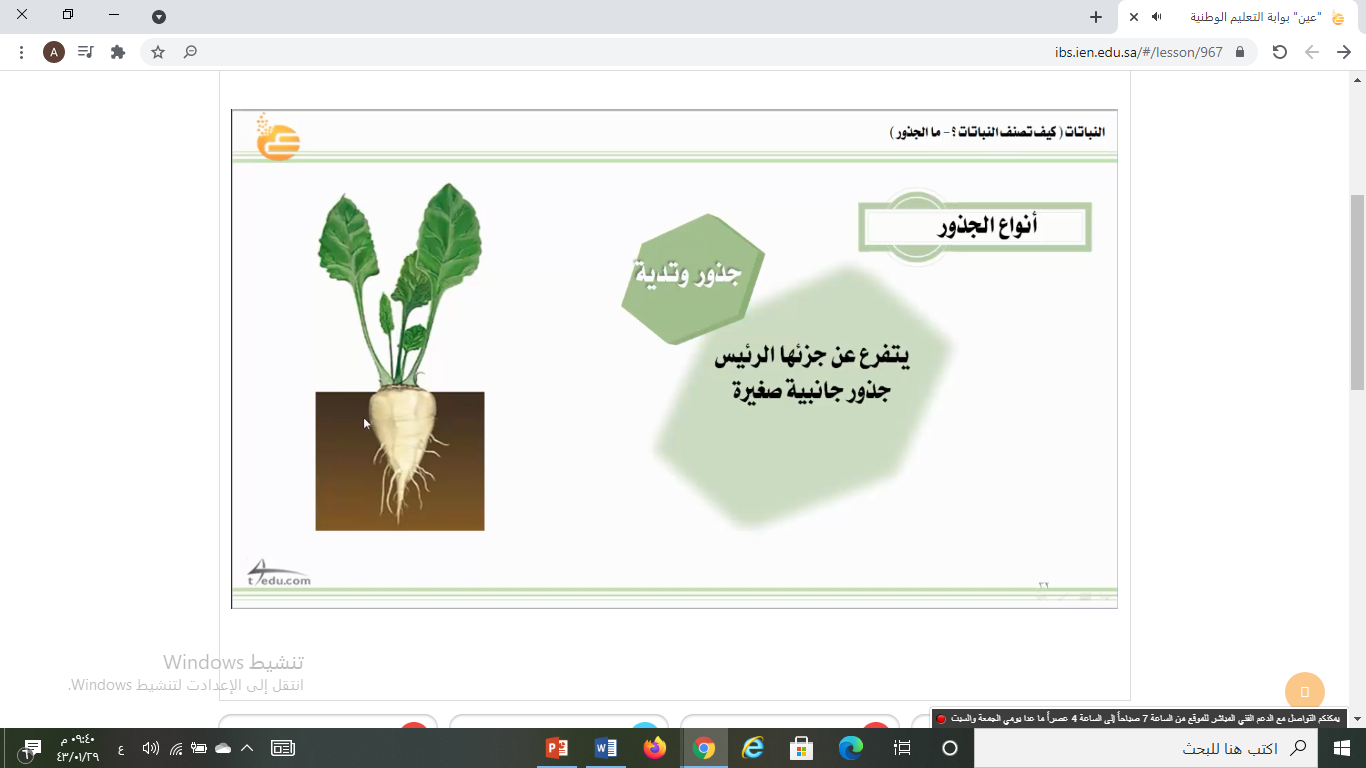 "عين" بوابة التعليم الوطنية
ibs.ien.edu.sa/#/lesson/967
A
النباتات ( كيف تصنف النباتات ؟ - ما الجذور )
أنواع الجذور
جذور وتدية
يتفرع عن جزئها الرئيس
جذور جانبية صغيرة
t4edu.com
٣٢
تنشيط Windows
انتقل إلى الإعدادت لتنشيط Windows.
يمكنكم التواصل مع الدعم الفني المباشر للموقع من الساعة 7 صباحاً إلى الساعة 4 عصراً ما عدا يومي الجمعة والسبت
اكتب هنا للبحث
ع
٠٩:٤٠ م
٤٣/٠١/٢٩